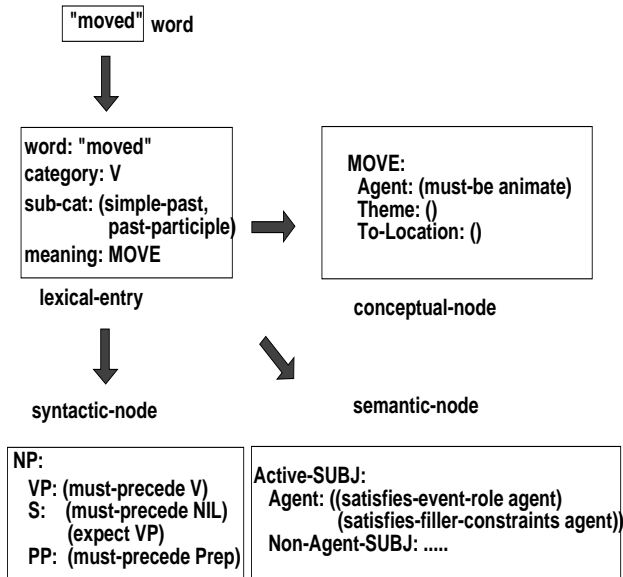 "moved" word
word: "moved"
category: V
sub-cat: (simple-past,
past-participle)
meaning: MOVE
lexical-entry
MOVE:
Agent: (must-be animate)
Theme: ()
To-Location: ()
conceptual-node
syntactic-node
semantic-node
NP:
VP: (must-precede V)
S: (must-precede NIL)
(expect VP)
PP: (must-precede Prep)
Active-SUBJ:
Agent: ((satisfies-event-role agent)
(satisfies-filler-constraints agent))
Non-Agent-SUBJ: .....